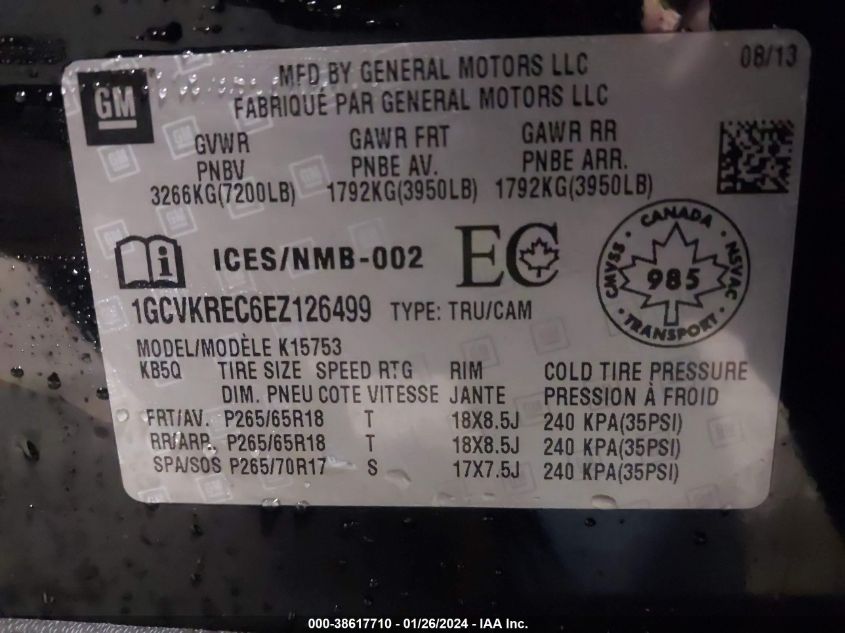 GM
MFD BY GENERAL MOTORS LLC
08/13
FABRIQUÉ PAR GENERAL MOTORS LLC
GVWR GAWR FRT GAWR RR
PNBV PNBE AV. PNBE ARR.
3266KG(7200LB) 1792KG(3950LB) 1792KG(3950LB)
i ICES/NMB-002 EC
CANADA
CMVSS 985 NSVAC
TRANSPORT
1GCVKREC6EZ126499 TYPE: TRU/CAM
MODEL/MODÈLE K15753
KB5Q TIRE SIZE SPEED RTG RIM COLD TIRE PRESSURE
DIM. PNEU COTE VITESSE JANTE PRESSION À FROID
FRT/AV. P265/65R18 T 18X8.5J 240 KPA(35PSI)
RR/ARR. P265/65R18 T 18X8.5J 240 KPA(35PSI)
SPA/SOS P265/70R17 S 17X7.5J 240 KPA(35PSI)
000-38617710 - 01/26/2024 - IAA Inc.